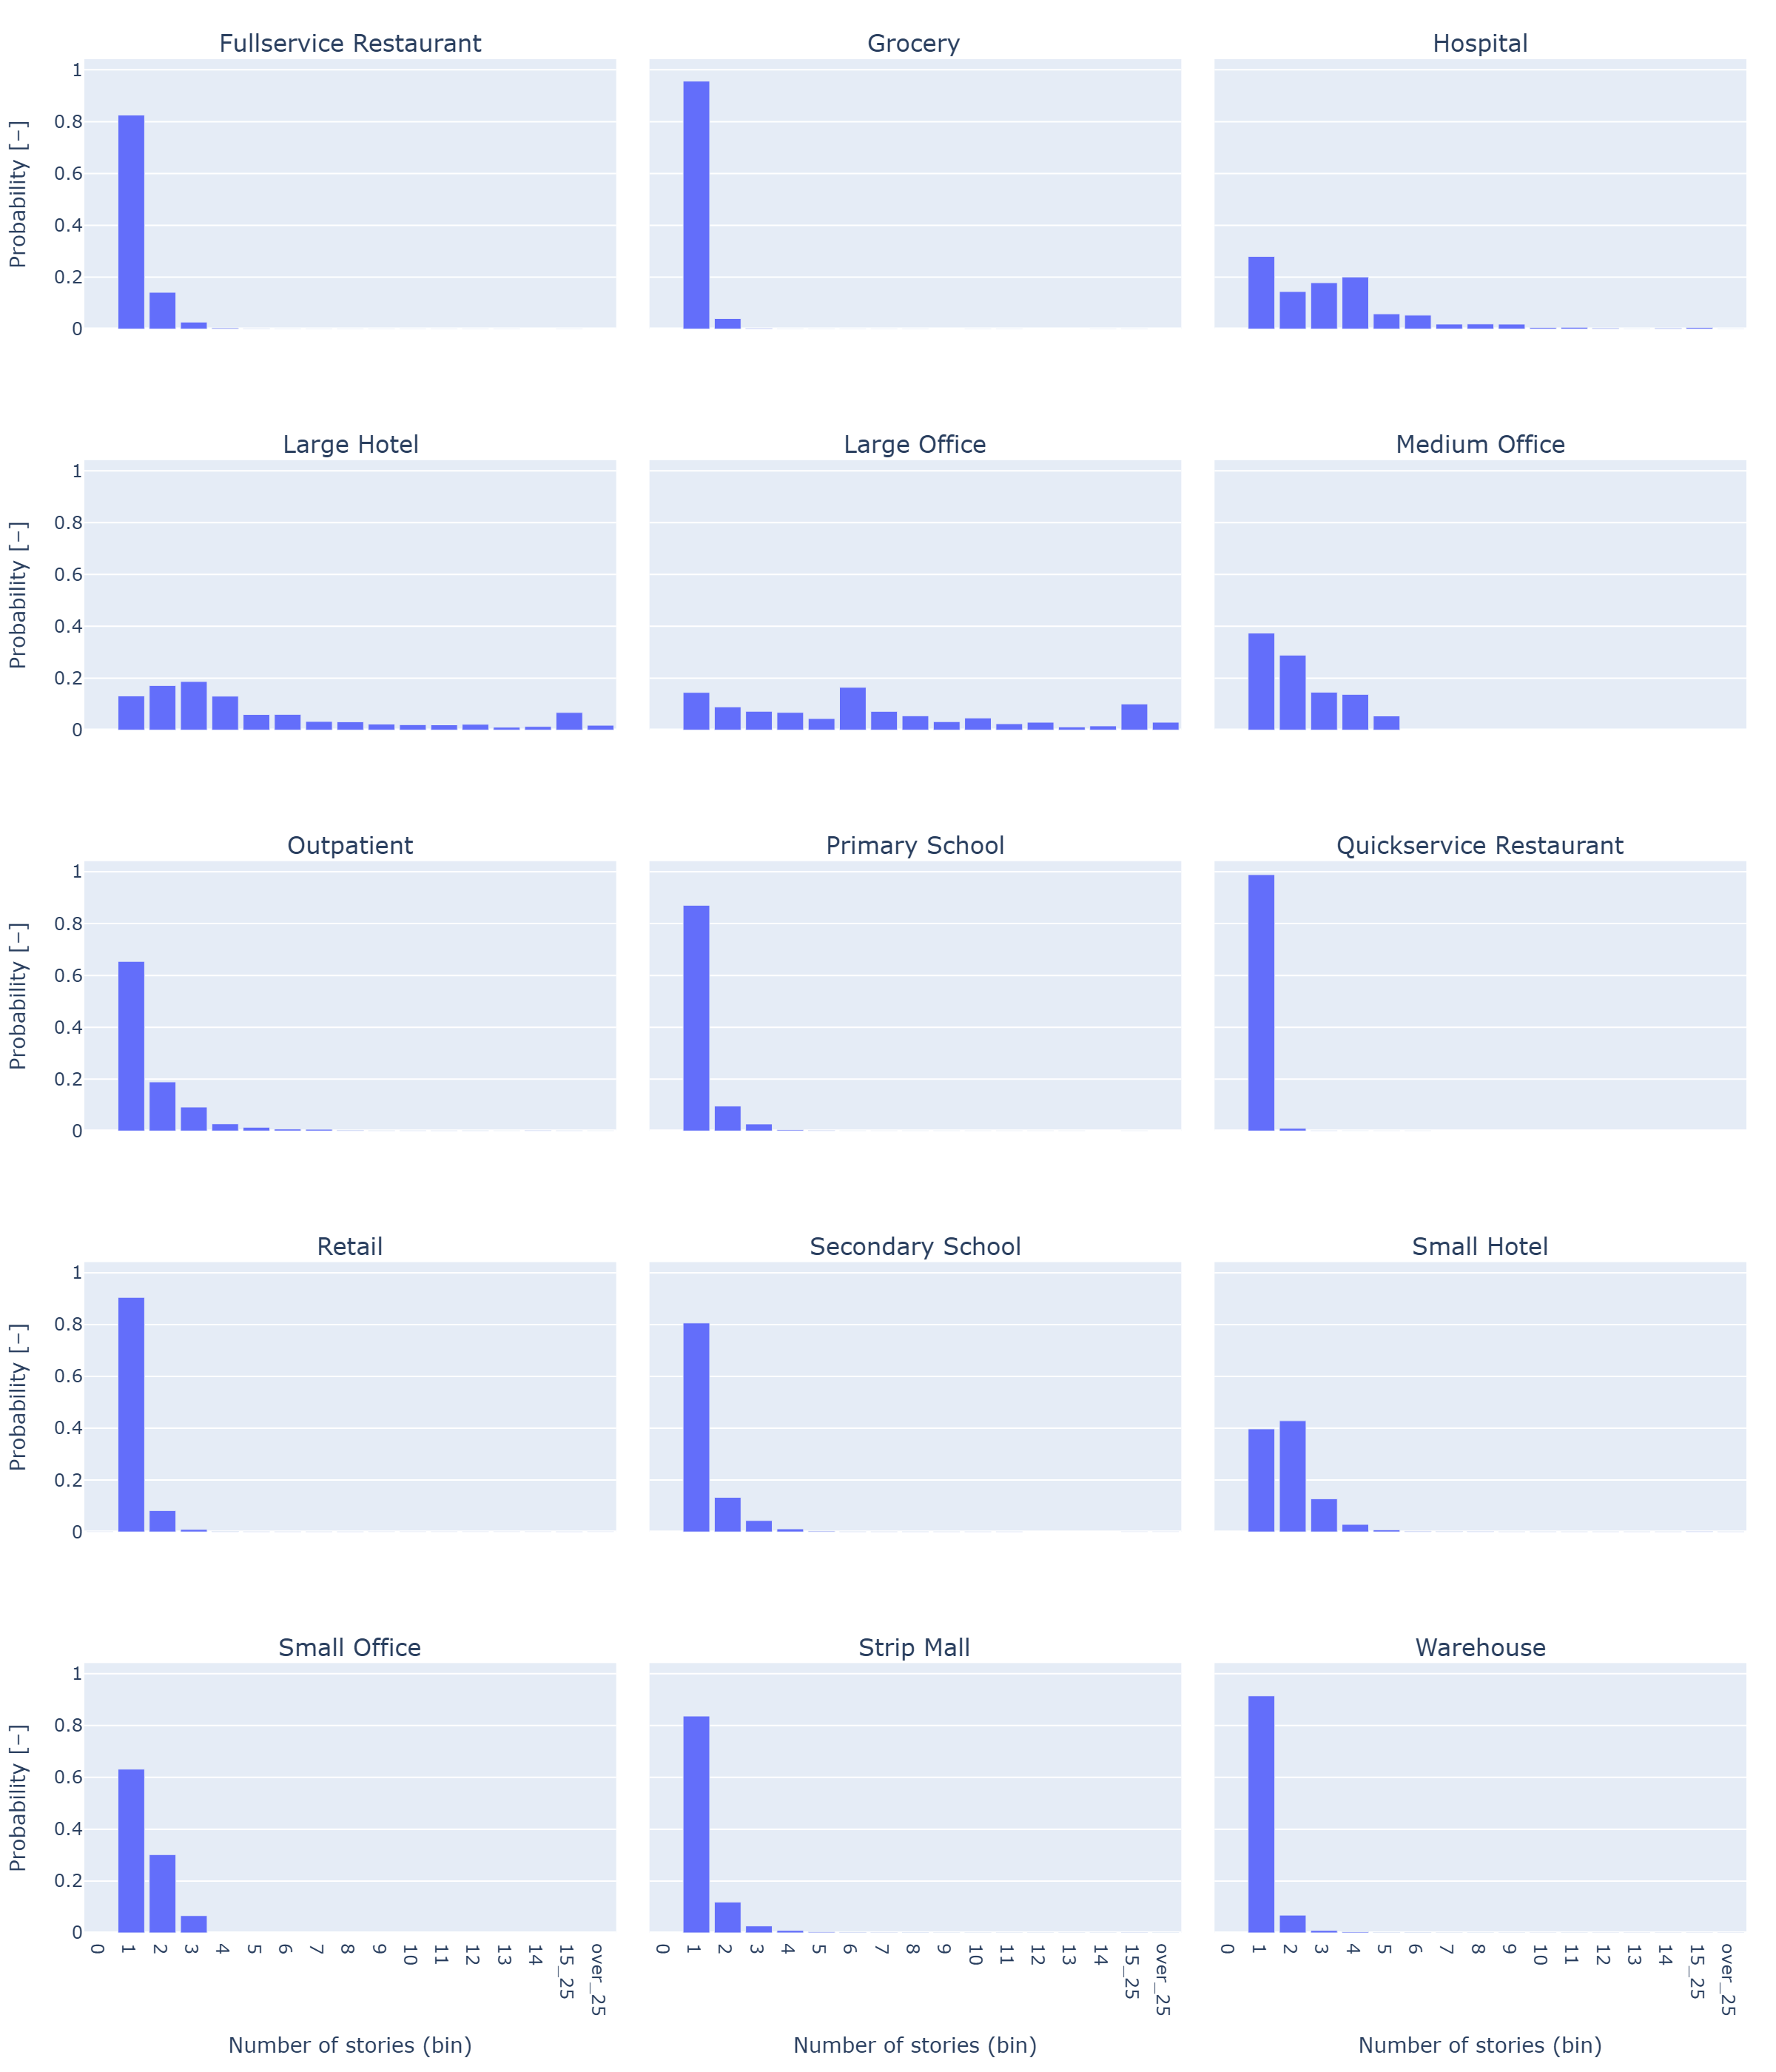 Fullservice Restaurant
Grocery
Hospital
Probability [−]
1
0.8
0.6
0.4
0.2
0
Large Hotel
Large Office
Medium Office
Probability [−]
1
0.8
0.6
0.4
0.2
0
Outpatient
Primary School
Quickservice Restaurant
Probability [−]
1
0.8
0.6
0.4
0.2
0
Retail
Secondary School
Small Hotel
Probability [−]
1
0.8
0.6
0.4
0.2
0
Small Office
Strip Mall
Warehouse
Probability [−]
1
0.8
0.6
0.4
0.2
0
0 1 2 3 4 5 6 7 8 9 10 11 12 13 14 15_25 over_25
0 1 2 3 4 5 6 7 8 9 10 11 12 13 14 15_25 over_25
0 1 2 3 4 5 6 7 8 9 10 11 12 13 14 15_25 over_25
Number of stories (bin)
Number of stories (bin)
Number of stories (bin)